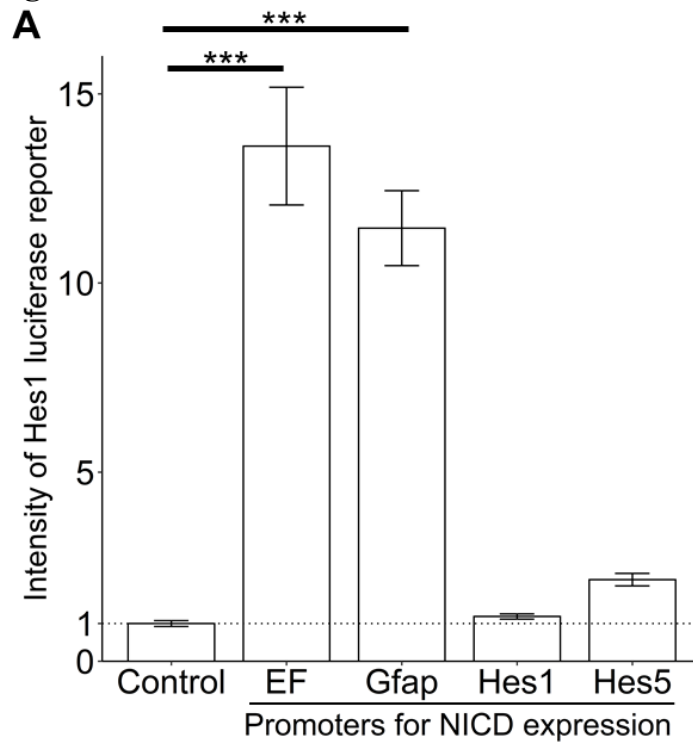 A
***
***
Intensity of Hes1 luciferase reporter
15
10
5
1
0
Control EF Gfap Hes1 Hes5
Promoters for NICD expression